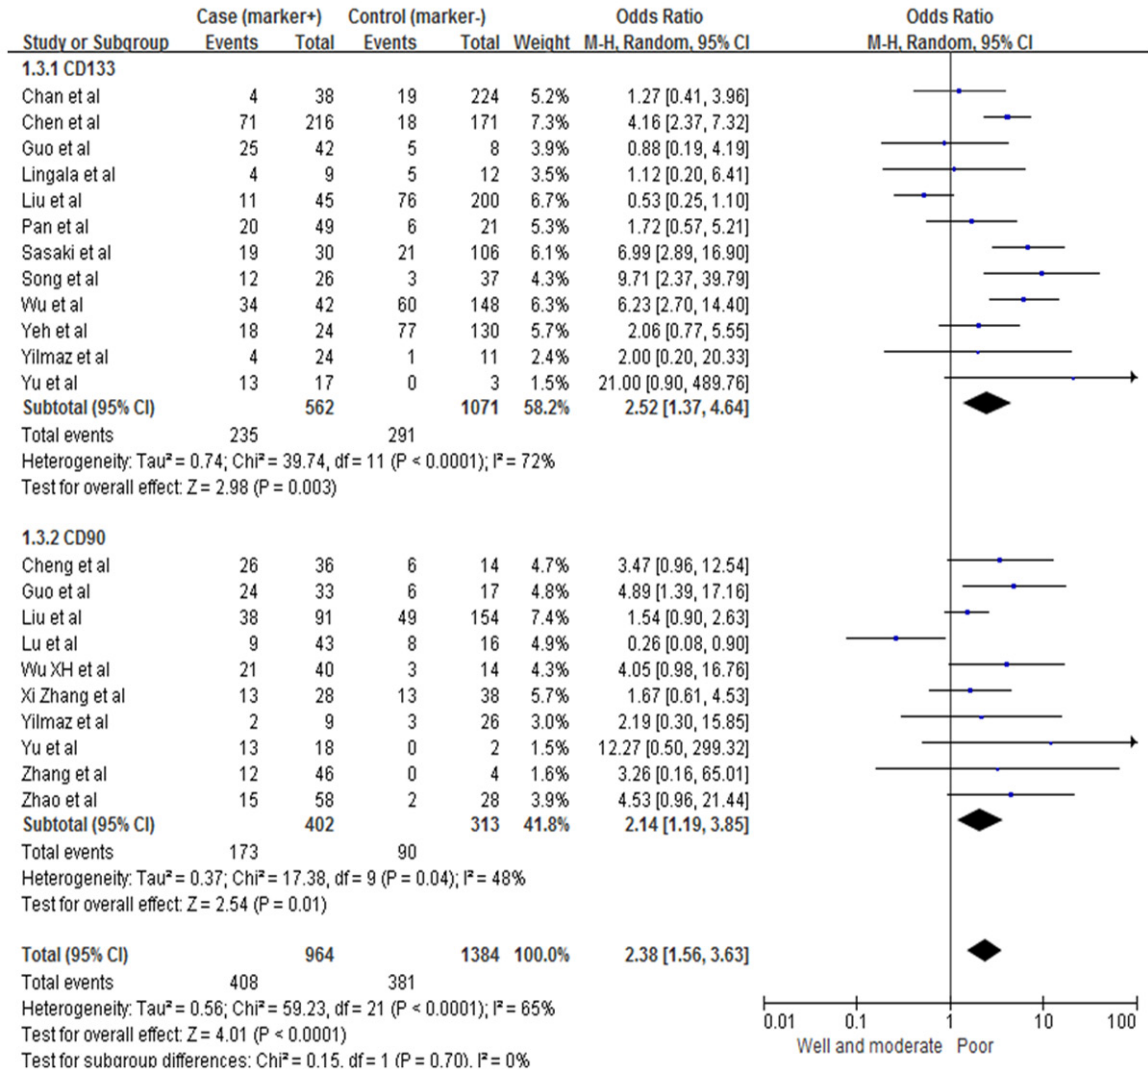 Case (marker+) Control (marker-) Odds Ratio Odds Ratio
Study or Subgroup Events Total Events Total Weight M-H, Random, 95% CI M-H, Random, 95% CI
1.3.1 CD133
Chan et al 4 38 19 224 5.2% 1.27 [0.41, 3.96]
Chen et al 71 216 18 171 7.3% 4.16 [2.37, 7.32]
Guo et al 25 42 5 8 3.9% 0.88 [0.19, 4.19]
Lingala et al 4 9 5 12 3.5% 1.12 [0.20, 6.41]
Liu et al 11 45 76 200 6.7% 0.53 [0.25, 1.10]
Pan et al 20 49 6 21 5.4% 1.72 [0.57, 5.21]
Sasaki et al 19 30 21 106 6.1% 6.99 [2.89, 16.90]
Song et al 12 26 3 37 4.3% 9.71 [2.37, 39.79]
Wu et al 34 42 60 148 6.3% 6.23 [2.70, 14.40]
Yeh et al 18 24 77 130 5.7% 2.06 [0.77, 5.55]
Yilmaz et al 4 24 1 11 2.4% 2.00 [0.20, 20.33]
Yu et al 13 17 0 3 1.5% 21.00 [0.90, 489.76]
Subtotal (95% CI) 562 1071 58.2% 2.52 [1.37, 4.64]
Total events 235 291
Heterogeneity: Tau² = 0.74; Chi² = 39.74, df = 11 (P < 0.0001); I² = 72%
Test for overall effect: Z = 2.98 (P = 0.003)
1.3.2 CD90
Cheng et al 26 36 6 14 4.7% 3.47 [0.96, 12.54]
Guo et al 24 33 6 17 4.8% 4.89 [1.39, 17.16]
Liu et al 38 91 49 154 7.4% 1.54 [0.90, 2.63]
Lu et al 9 43 8 16 4.9% 0.26 [0.08, 0.90]
Wu XH et al 21 40 3 14 4.3% 4.05 [0.98, 16.76]
Xi Zhang et al 13 28 13 38 5.7% 1.67 [0.61, 4.53]
Yilmaz et al 2 9 3 26 3.0% 2.19 [0.30, 15.85]
Yu et al 13 18 0 2 1.5% 12.27 [0.50, 299.32]
Zhang et al 12 46 0 4 1.6% 3.26 [0.16, 65.01]
Zhao et al 15 58 2 28 3.9% 4.53 [0.96, 21.44]
Subtotal (95% CI) 402 313 41.8% 2.14 [1.19, 3.85]
Total events 173 90
Heterogeneity: Tau² = 0.37; Chi² = 17.38, df = 9 (P = 0.04); I² = 48%
Test for overall effect: Z = 2.54 (P = 0.01)
Total (95% CI) 964 1384 100.0% 2.38 [1.56, 3.63]
Total events 408 381
Heterogeneity: Tau² = 0.56; Chi² = 59.23, df = 21 (P < 0.0001); I² = 65%
Test for overall effect: Z = 4.01 (P < 0.0001)
Test for subgroup differences: Chi² = 0.15, df = 1 (P = 0.70), I² = 0%
0.01 0.1 1 10 100
Well and moderate Poor